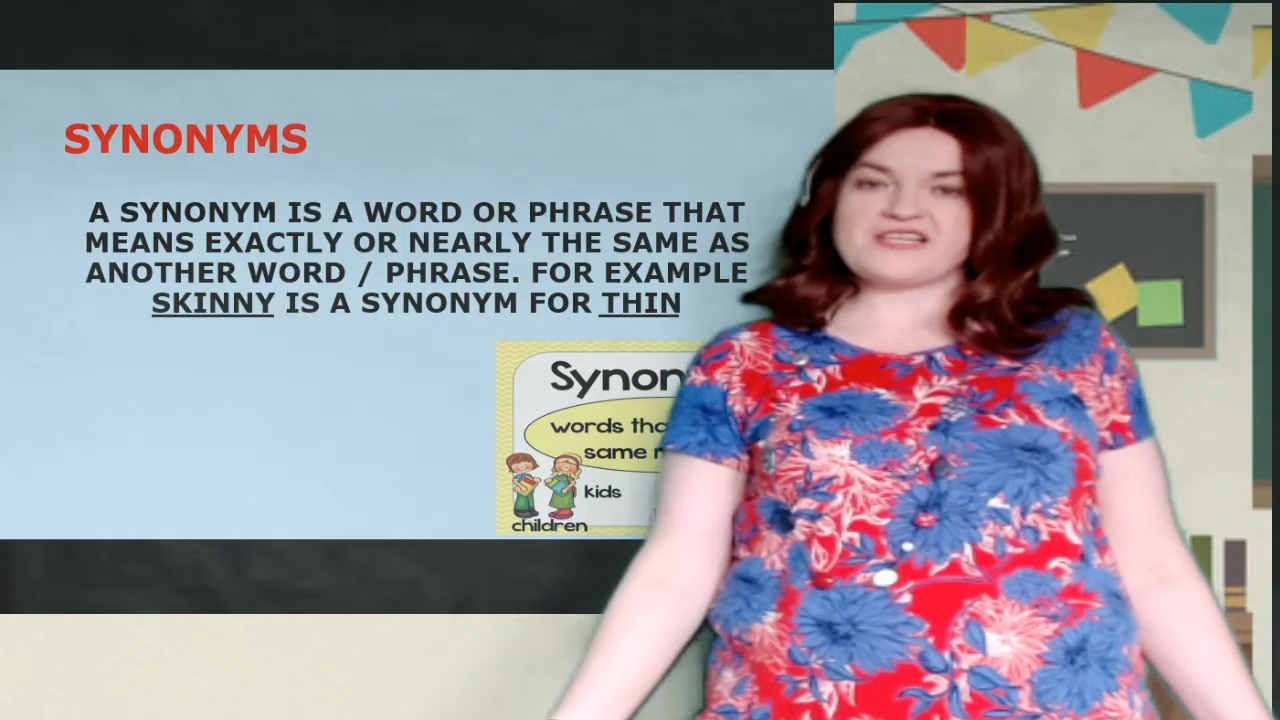 SYNONYMS
A SYNONYM IS A WORD OR PHRASE THAT
MEANS EXACTLY OR NEARLY THE SAME AS
ANOTHER WORD / PHRASE. FOR EXAMPLE
SKINNY IS A SYNONYM FOR THIN
Synon
words tha
same m
kids
children